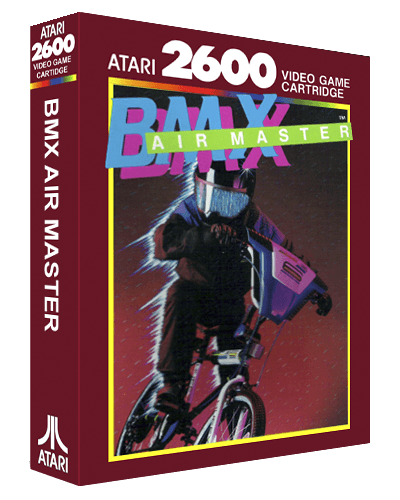 ATARI
2600
VIDEO GAME
CARTRIDGE
BMX AIR MASTER
ATARI
ATARI 2600 VIDEO GAME
CARTRIDGE
BMX
AIR MASTER
TM